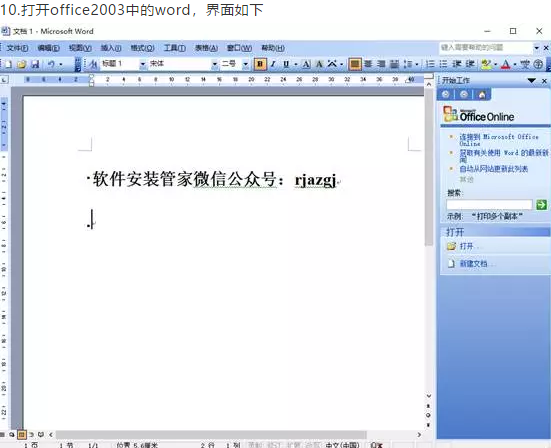 10.打开office2003中的word，界面如下
文档 1 - Microsoft Word
文件(F) 编辑(E) 视图(V) 插入(I) 格式(O) 工具(T) 表格(A) 窗口(W) 帮助(H) 键入需要帮助的问题
标题 1 宋体 二号 B I U A A
开始工作
Microsoft
Office Online
连接到 Microsoft Office
Online
获取有关使用 Word 的最新新
闻
自动从网站更新此列表
其他
搜索:
示例: “打印多个副本”
打开
打开...
新建文档...
软件安装管家微信公众号：rjazgj
1 页 1 节 1/1 位置 5.6厘米 2 行 1 列 录制 修订 扩展 改写 中文(中国)